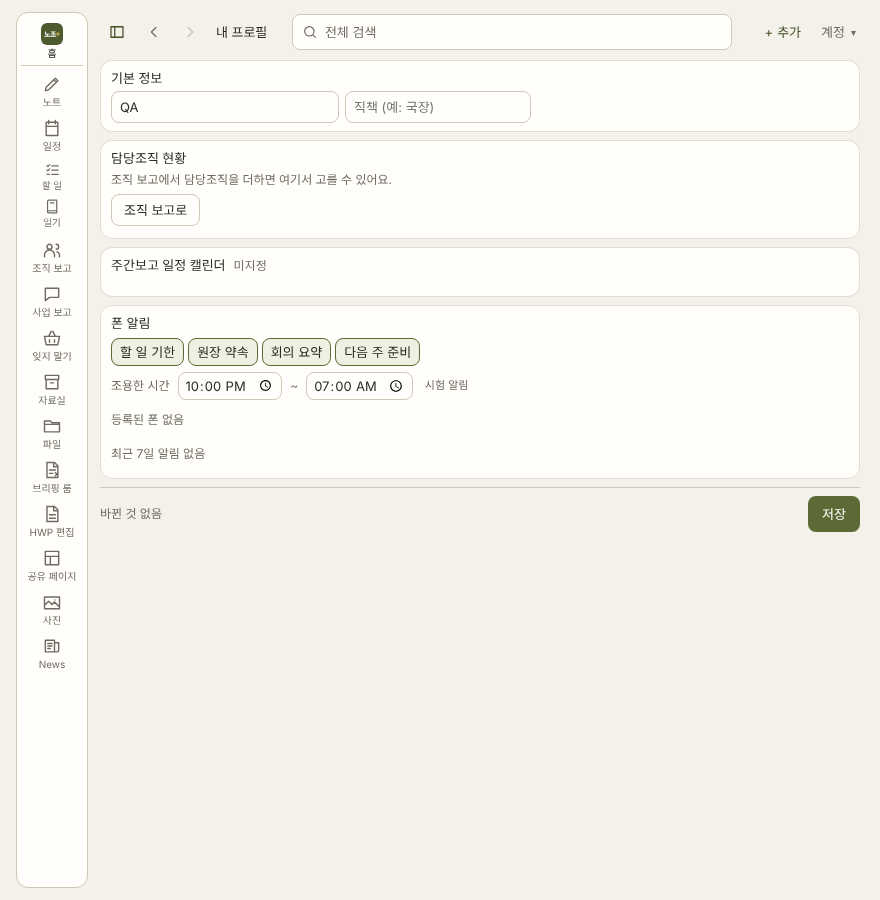 노조+
홈
노트
일정
할 일
일기
조직 보고
사업 보고
잊지 말기
자료실
파일
브리핑 룸
HWP 편집
공유 페이지
사진
News
내 프로필
전체 검색
+ 추가
계정 ▾
기본 정보
QA
직책 (예: 국장)
담당조직 현황
조직 보고에서 담당조직을 더하면 여기서 고를 수 있어요.
조직 보고로
주간보고 일정 캘린더 미지정
폰 알림
할 일 기한 원장 약속 회의 요약 다음 주 준비
조용한 시간 10:00 PM ~ 07:00 AM 시험 알림
등록된 폰 없음
최근 7일 알림 없음
바뀐 것 없음
저장